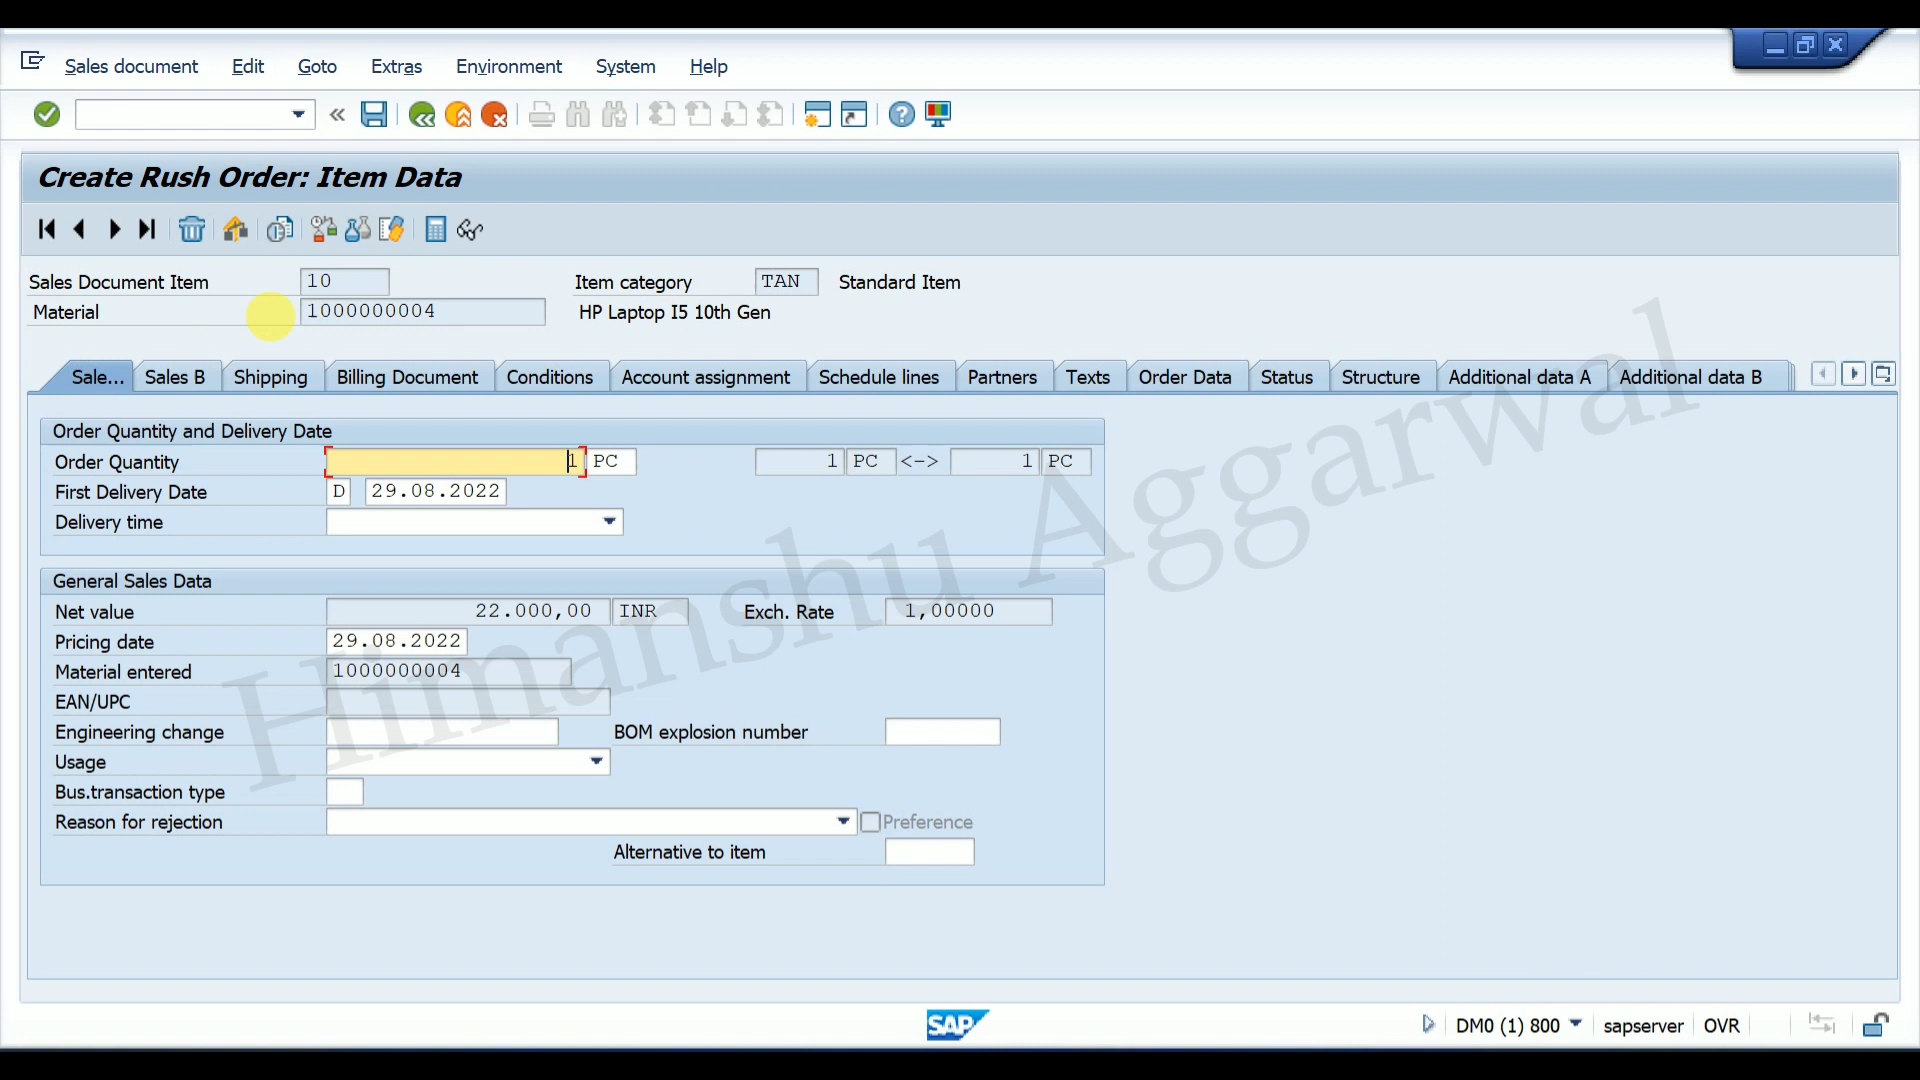 Sales document Edit Goto Extras Environment System Help
Create Rush Order: Item Data
Sales Document Item 10 Item category TAN Standard Item
Material 1000000004 HP Laptop I5 10th Gen
Sale... Sales B Shipping Billing Document Conditions Account assignment Schedule lines Partners Texts Order Data Status Structure Additional data A Additional data B
Order Quantity and Delivery Date
Order Quantity 1 PC 1 PC <-> 1 PC
First Delivery Date D 29.08.2022
Delivery time
General Sales Data
Net value 22.000,00 INR Exch. Rate 1,00000
Pricing date 29.08.2022
Material entered 1000000004
EAN/UPC
Engineering change BOM explosion number
Usage
Bus.transaction type
Reason for rejection Preference
Alternative to item
Himanshu Aggarwal
SAP DM0 (1) 800 sapserver OVR